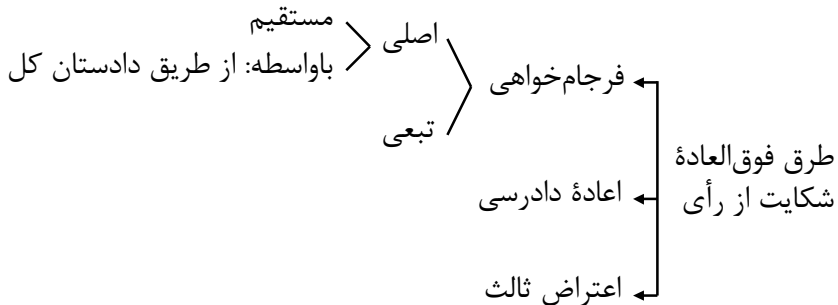 طرق فوق‌العادهٔ
شکایت از رأی
فرجام‌خواهی
اصلی
مستقیم
باواسطه: از طریق دادستان کل
تبعی
اعادهٔ دادرسی
اعتراض ثالث